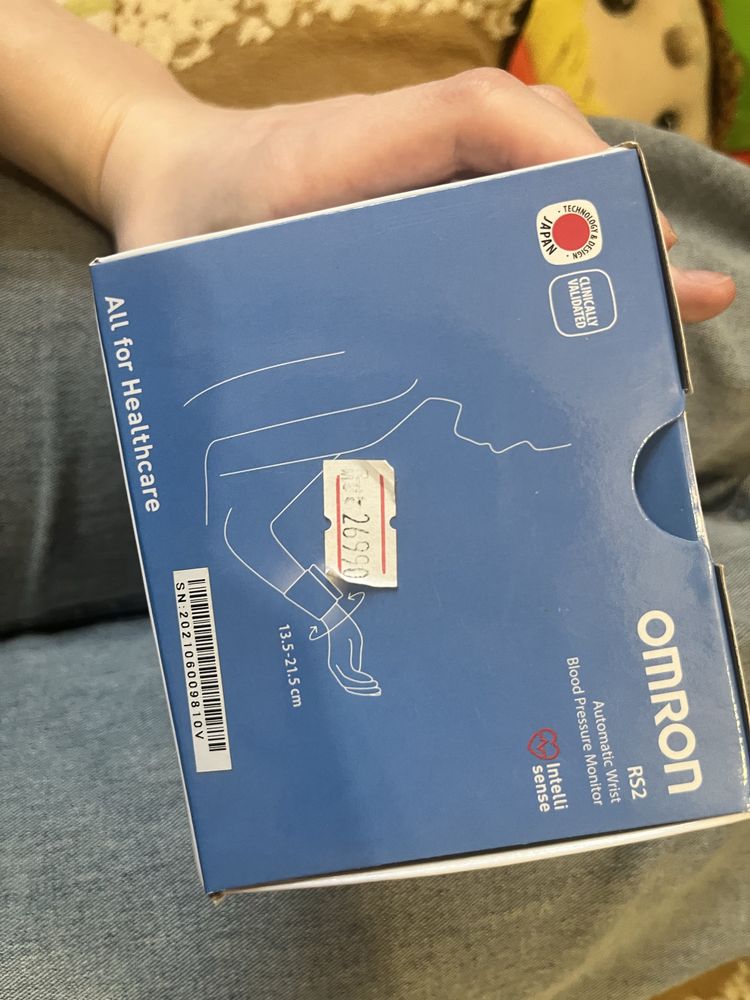 OMRON
RS2
Automatic Wrist
Blood Pressure Monitor
Intelli
sense
TECHNOLOGY & DESIGN
JAPAN
CLINICALLY
VALIDATED
26990
13.5-21.5 cm
SN:202106009810V
All for Healthcare